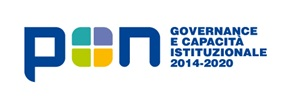 pon
GOVERNANCE
E CAPACITÀ
ISTITUZIONALE
2014-2020